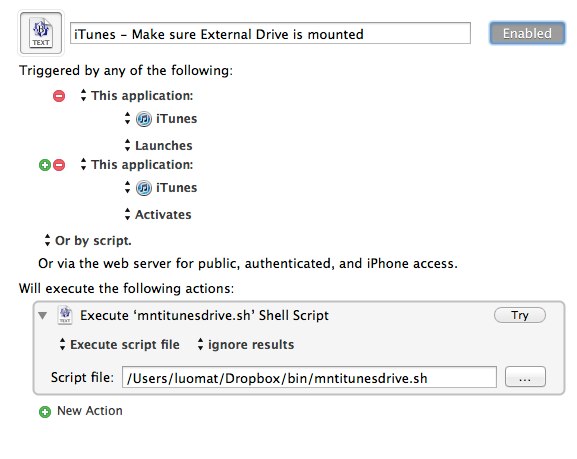 TEXT
iTunes – Make sure External Drive is mounted
Enabled
Triggered by any of the following:
This application:
iTunes
Launches
This application:
iTunes
Activates
Or by script.
Or via the web server for public, authenticated, and iPhone access.
Will execute the following actions:
TEXT
Execute ‘mntitunesdrive.sh’ Shell Script
Try
Execute script file ignore results
Script file: /Users/luomat/Dropbox/bin/mntitunesdrive.sh ...
New Action